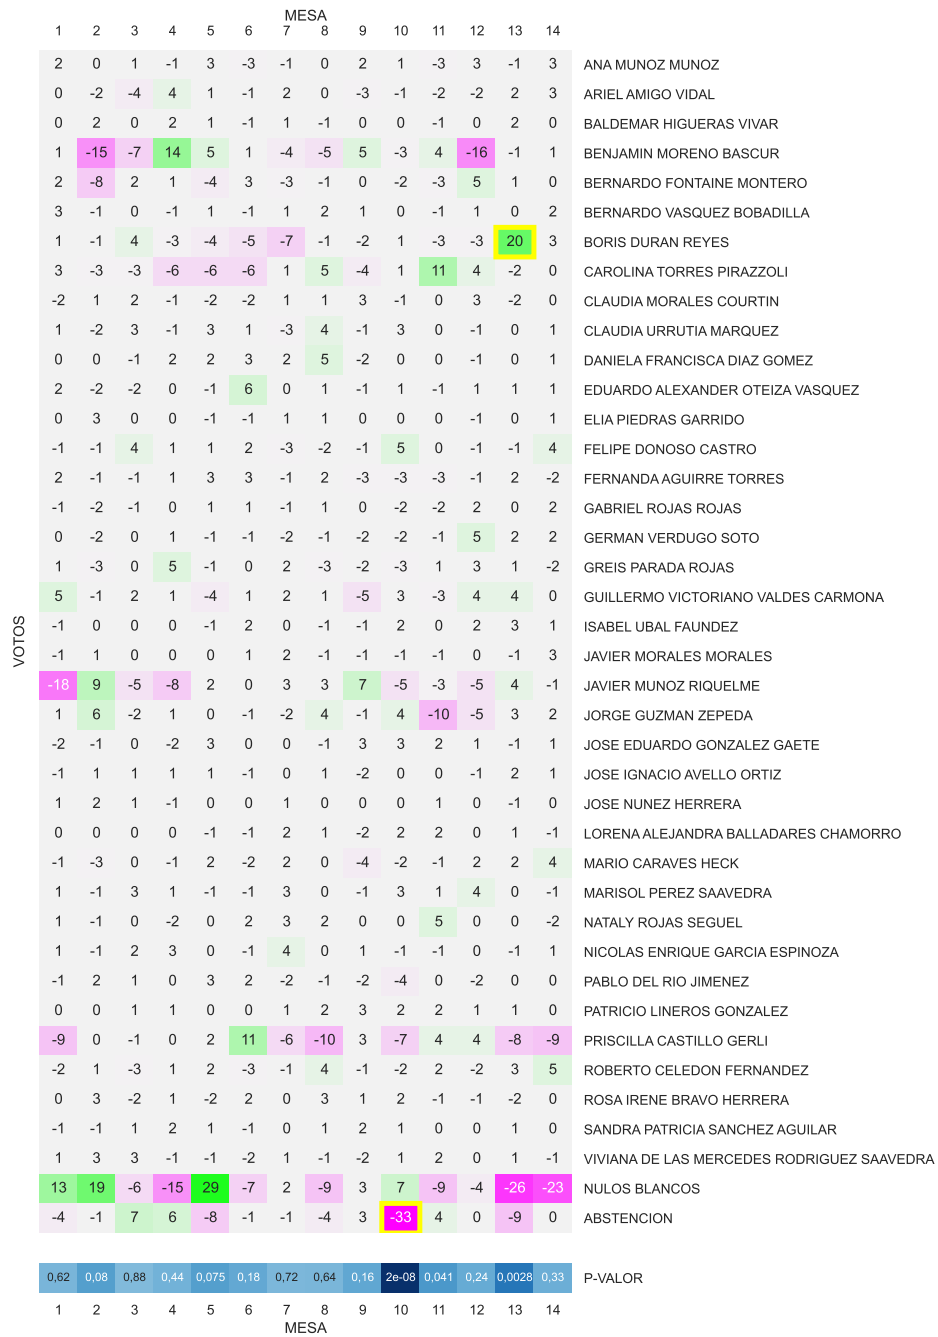 MESA
1 2 3 4 5 6 7 8 9 10 11 12 13 14
2 0 1 -1 3 -3 -1 0 2 1 -3 3 -1 3 ANA MUNOZ MUNOZ
0 -2 -4 4 1 -1 2 0 -3 -1 -2 -2 2 3 ARIEL AMIGO VIDAL
0 2 0 2 1 -1 1 -1 0 0 -1 0 2 0 BALDEMAR HIGUERAS VIVAR
1 -15 -7 14 5 1 -4 -5 5 -3 4 -16 -1 1 BENJAMIN MORENO BASCUR
2 -8 2 1 -4 3 -3 -1 0 -2 -3 5 1 0 BERNARDO FONTAINE MONTERO
3 -1 0 -1 1 -1 1 2 1 0 -1 1 0 2 BERNARDO VASQUEZ BOBADILLA
1 -1 4 -3 -4 -5 -7 -1 -2 1 -3 -3 20 3 BORIS DURAN REYES
3 -3 -3 -6 -6 -6 1 5 -4 1 11 4 -2 0 CAROLINA TORRES PIRAZZOLI
-2 1 2 -1 -2 -2 1 1 3 -1 0 3 -2 0 CLAUDIA MORALES COURTIN
1 -2 3 -1 3 1 -3 4 -1 3 0 -1 0 1 CLAUDIA URRUTIA MARQUEZ
0 0 -1 2 2 3 2 5 -2 0 0 -1 0 1 DANIELA FRANCISCA DIAZ GOMEZ
2 -2 -2 0 -1 6 0 1 -1 1 -1 1 1 1 EDUARDO ALEXANDER OTEIZA VASQUEZ
0 3 0 0 -1 -1 1 1 0 0 0 -1 0 1 ELIA PIEDRAS GARRIDO
-1 -1 4 1 1 2 -3 -2 -1 5 0 -1 -1 4 FELIPE DONOSO CASTRO
2 -1 -1 1 3 3 -1 2 -3 -3 -3 -1 2 -2 FERNANDA AGUIRRE TORRES
-1 -2 -1 0 1 1 -1 1 0 -2 -2 2 0 2 GABRIEL ROJAS ROJAS
0 -2 0 1 -1 -1 -2 -1 -2 -2 -1 5 2 2 GERMAN VERDUGO SOTO
1 -3 0 5 -1 0 2 -3 -2 -3 1 3 1 -2 GREIS PARADA ROJAS
5 -1 2 1 -4 1 2 1 -5 3 -3 4 4 0 GUILLERMO VICTORIANO VALDES CARMONA
VOTOS
-1 0 0 0 -1 2 0 -1 -1 2 0 2 3 1 ISABEL UBAL FAUNDEZ
-1 1 0 0 0 1 2 -1 -1 -1 -1 0 -1 3 JAVIER MORALES MORALES
-18 9 -5 -8 2 0 3 3 7 -5 -3 -5 4 -1 JAVIER MUNOZ RIQUELME
1 6 -2 1 0 -1 -2 4 -1 4 -10 -5 3 2 JORGE GUZMAN ZEPEDA
-2 -1 0 -2 3 0 0 -1 3 3 2 1 -1 1 JOSE EDUARDO GONZALEZ GAETE
-1 1 1 1 1 -1 0 1 -2 0 0 -1 2 1 JOSE IGNACIO AVELLO ORTIZ
1 2 1 -1 0 0 1 0 0 0 1 0 -1 0 JOSE NUNEZ HERRERA
0 0 0 0 -1 -1 2 1 -2 2 2 0 1 -1 LORENA ALEJANDRA BALLADARES CHAMORRO
-1 -3 0 -1 2 -2 2 0 -4 -2 -1 2 2 4 MARIO CARAVES HECK
1 -1 3 1 -1 -1 3 0 -1 3 1 4 0 -1 MARISOL PEREZ SAAVEDRA
1 -1 0 -2 0 2 3 2 0 0 5 0 0 -2 NATALY ROJAS SEGUEL
1 -1 2 3 0 -1 4 0 1 -1 -1 0 -1 1 NICOLAS ENRIQUE GARCIA ESPINOZA
-1 2 1 0 3 2 -2 -1 -2 -4 0 -2 0 0 PABLO DEL RIO JIMENEZ
0 0 1 1 0 0 1 2 3 2 2 1 1 0 PATRICIO LINEROS GONZALEZ
-9 0 -1 0 2 11 -6 -10 3 -7 4 4 -8 -9 PRISCILLA CASTILLO GERLI
-2 1 -3 1 2 -3 -1 4 -1 -2 2 -2 3 5 ROBERTO CELEDON FERNANDEZ
0 3 -2 1 -2 2 0 3 1 2 -1 -1 -2 0 ROSA IRENE BRAVO HERRERA
-1 -1 1 2 1 -1 0 1 2 1 0 0 1 0 SANDRA PATRICIA SANCHEZ AGUILAR
1 3 3 -1 -1 -2 1 -1 -2 1 2 0 1 -1 VIVIANA DE LAS MERCEDES RODRIGUEZ SAAVEDRA
13 19 -6 -15 29 -7 2 -9 3 7 -9 -4 -26 -23 NULOS BLANCOS
-4 -1 7 6 -8 -1 -1 -4 3 -33 4 0 -9 0 ABSTENCION
0,62 0,08 0,88 0,44 0,075 0,18 0,72 0,64 0,16 2e-08 0,041 0,24 0,0028 0,33 P-VALOR
1 2 3 4 5 6 7 8 9 10 11 12 13 14
MESA